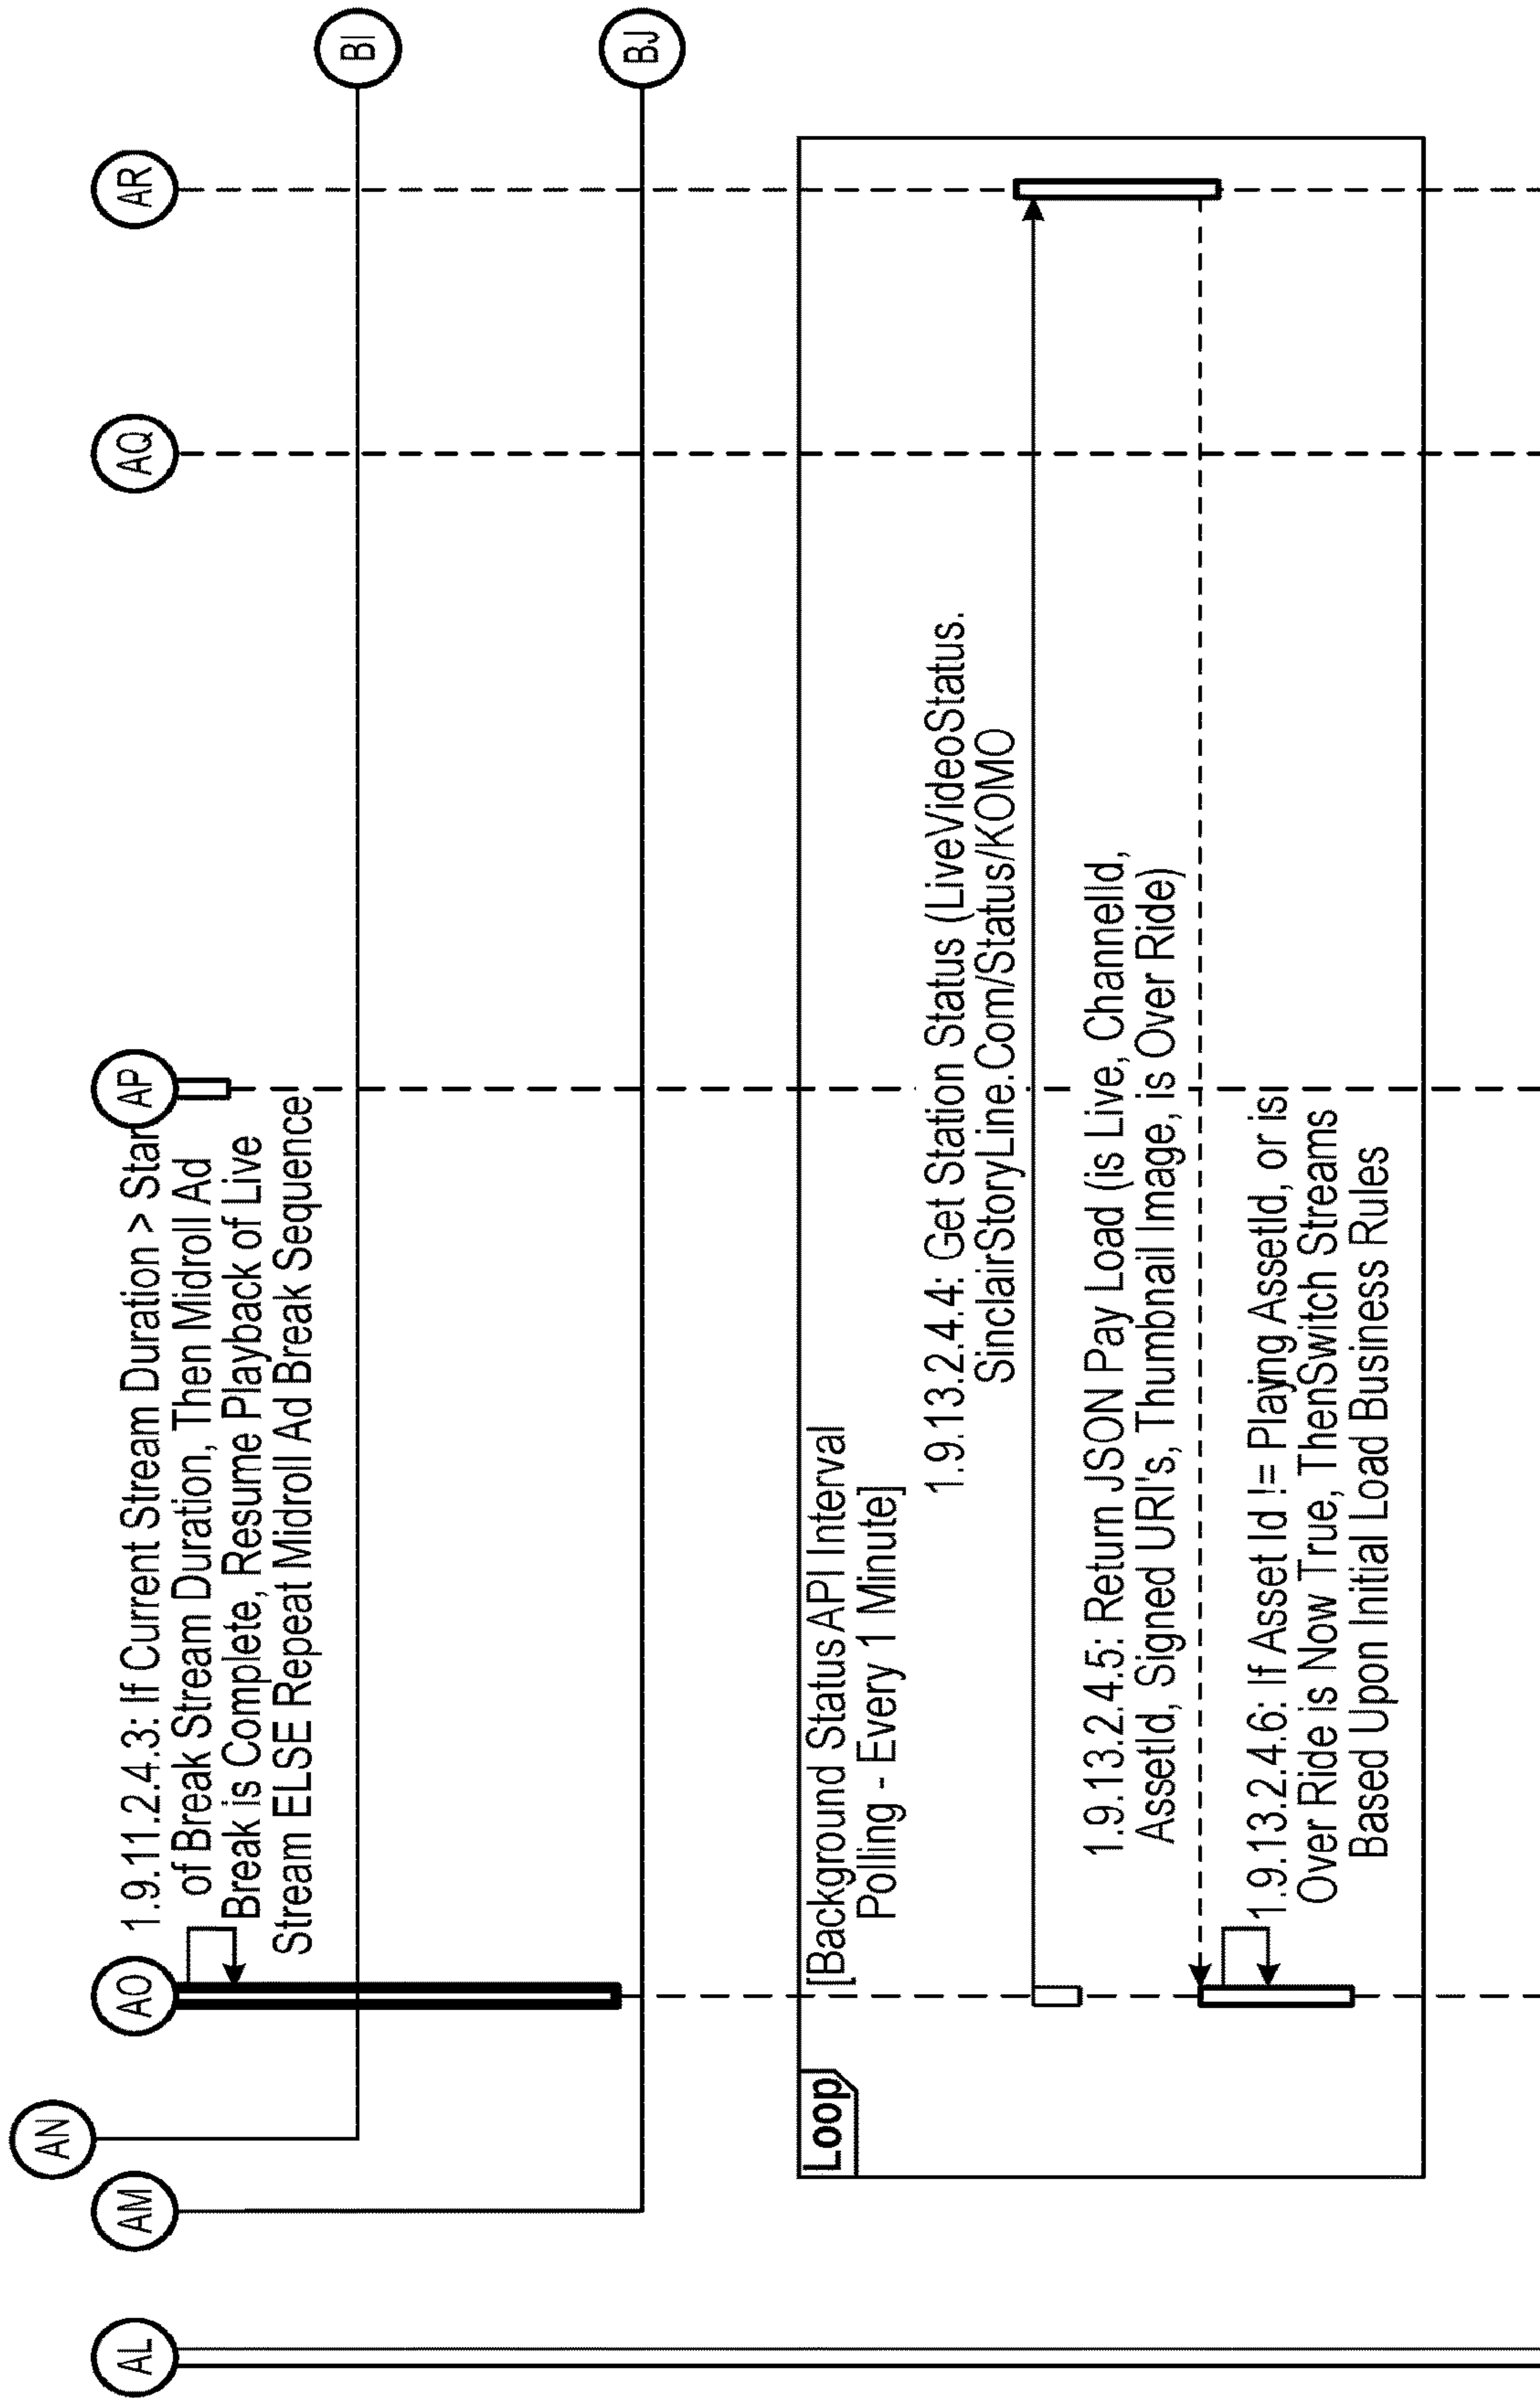 AL
AM
AN
AO
AP
AQ
AR
BI
BJ
1.9.11.2.4.3: If Current Stream Duration > Star
of Break Stream Duration, Then Midroll Ad
Break is Complete, Resume Playback of Live
Stream ELSE Repeat Midroll Ad Break Sequence
Loop
[Background Status API Interval
Polling - Every 1 Minute]
1.9.13.2.4.4: Get Station Status (LiveVideoStatus.
SinclairStoryLine.Com/Status/KOMO
1.9.13.2.4.5: Return JSON Pay Load (is Live, ChannelId,
AssetId, Signed URI's, Thumbnail Image, is Over Ride)
1.9.13.2.4.6: If Asset Id != Playing AssetId, or is
Over Ride is Now True, ThenSwitch Streams
Based Upon Initial Load Business Rules